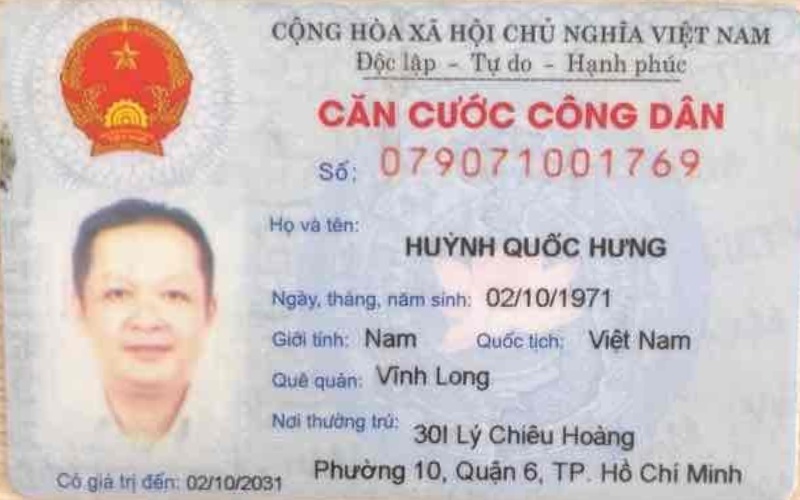 CỘNG HÒA XÃ HỘI CHỦ NGHĨA VIỆT NAM
Độc lập - Tự do - Hạnh phúc
CĂN CƯỚC CÔNG DÂN
Số: 079071001769
Họ và tên:
HUỲNH QUỐC HƯNG
Ngày, tháng, năm sinh: 02/10/1971
Giới tính: Nam Quốc tịch: Việt Nam
Quê quán: Vĩnh Long
Nơi thường trú: 30I Lý Chiêu Hoàng
Phường 10, Quận 6, TP. Hồ Chí Minh
Có giá trị đến: 02/10/2031